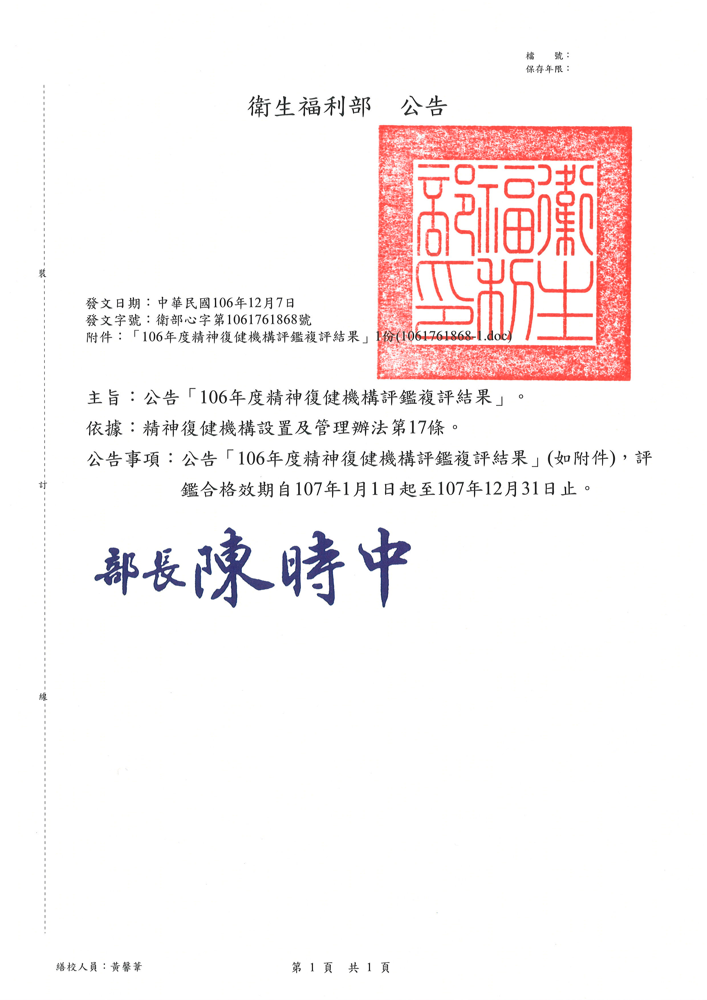 檔　　號：
保存年限：
衛生福利部　公告
衛生福利部印
發文日期：中華民國106年12月7日
發文字號：衛部心字第1061761868號
附件：「106年度精神復健機構評鑑複評結果」1份(1061761868-1.doc)
主旨：公告「106年度精神復健機構評鑑複評結果」。
依據：精神復健機構設置及管理辦法第17條。
公告事項：公告「106年度精神復健機構評鑑複評結果」(如附件)，評
鑑合格效期自107年1月1日起至107年12月31日止。
部長陳時中
裝
訂
線
繕校人員：黃馨葦
第 1 頁　共 1 頁